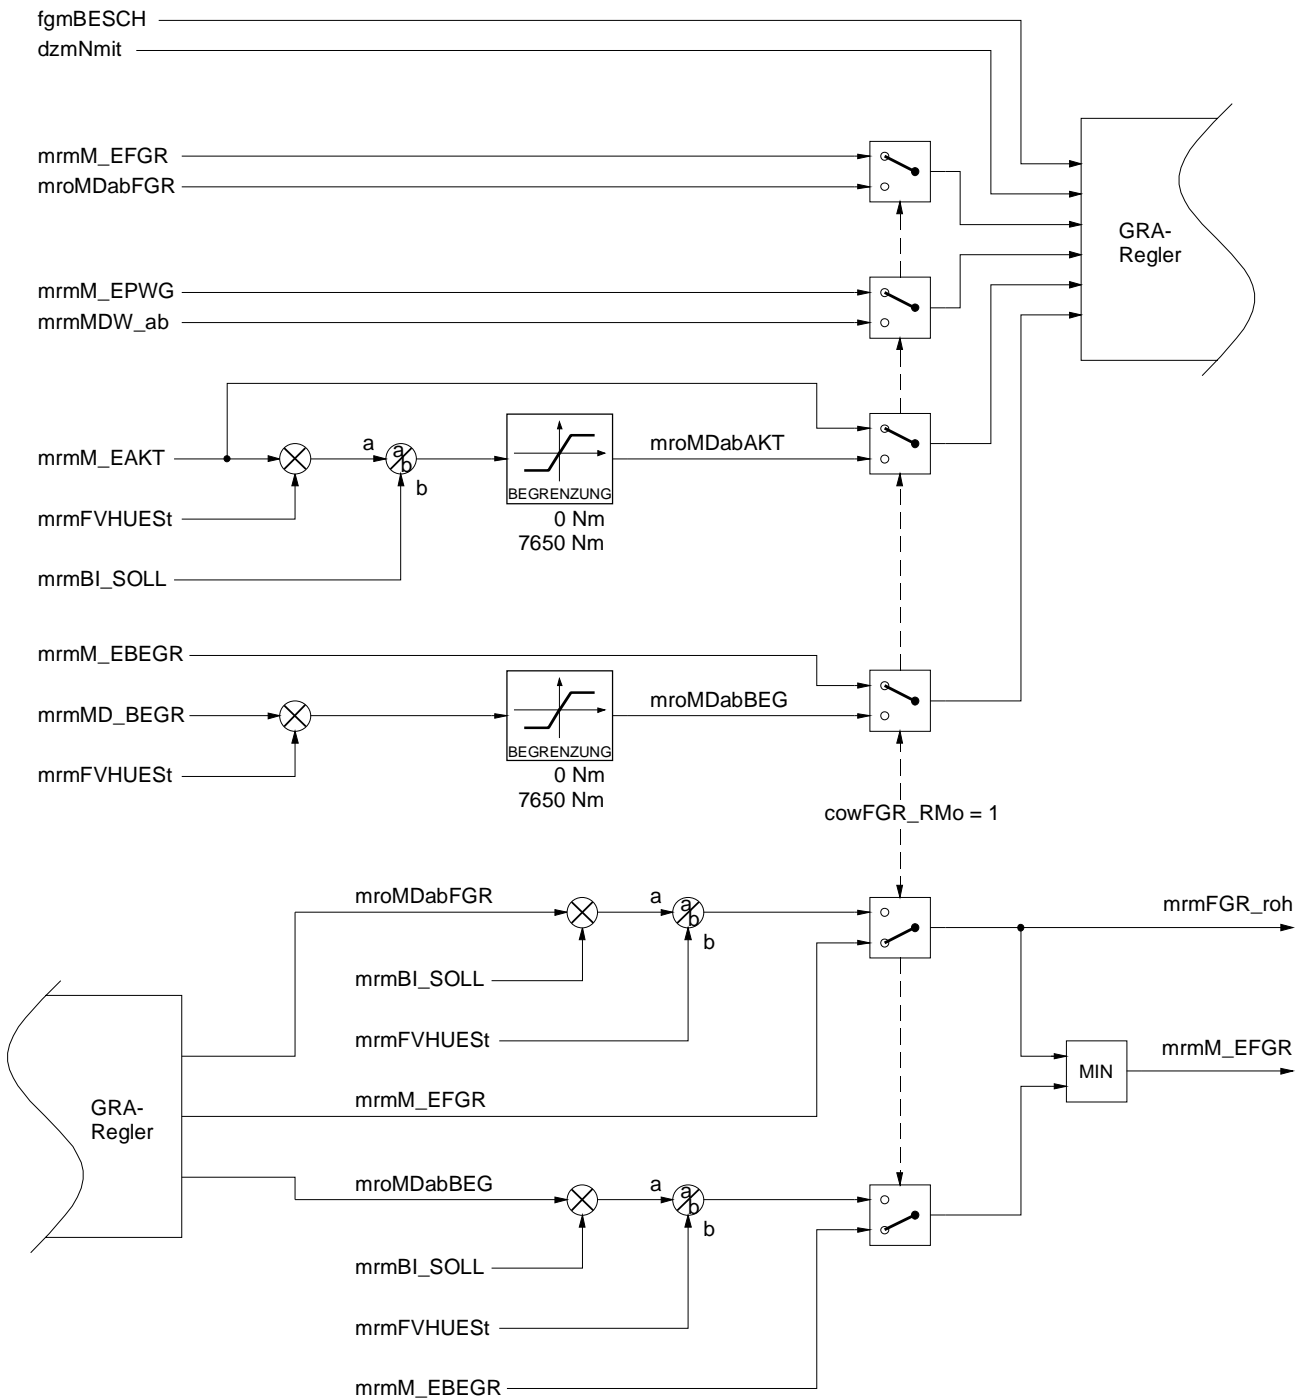 fgmBESCH
dzmNmit
mrmM_EFGR
mroMDabFGR
GRA-
Regler
mrmM_EPWG
mrmMDW_ab
mrmM_EAKT
a
a
b
b
mroMDabAKT
BEGRENZUNG
0 Nm
7650 Nm
mrmFVHUESt
mrmBI_SOLL
mrmM_EBEGR
mrmMD_BEGR
mroMDabBEG
BEGRENZUNG
0 Nm
7650 Nm
mrmFVHUESt
cowFGR_RMo = 1
mroMDabFGR
a
a
b
b
mrmFGR_roh
mrmBI_SOLL
mrmFVHUESt
mrmM_EFGR
MIN
mrmM_EFGR
GRA-
Regler
mroMDabBEG
a
a
b
b
mrmBI_SOLL
mrmFVHUESt
mrmM_EBEGR